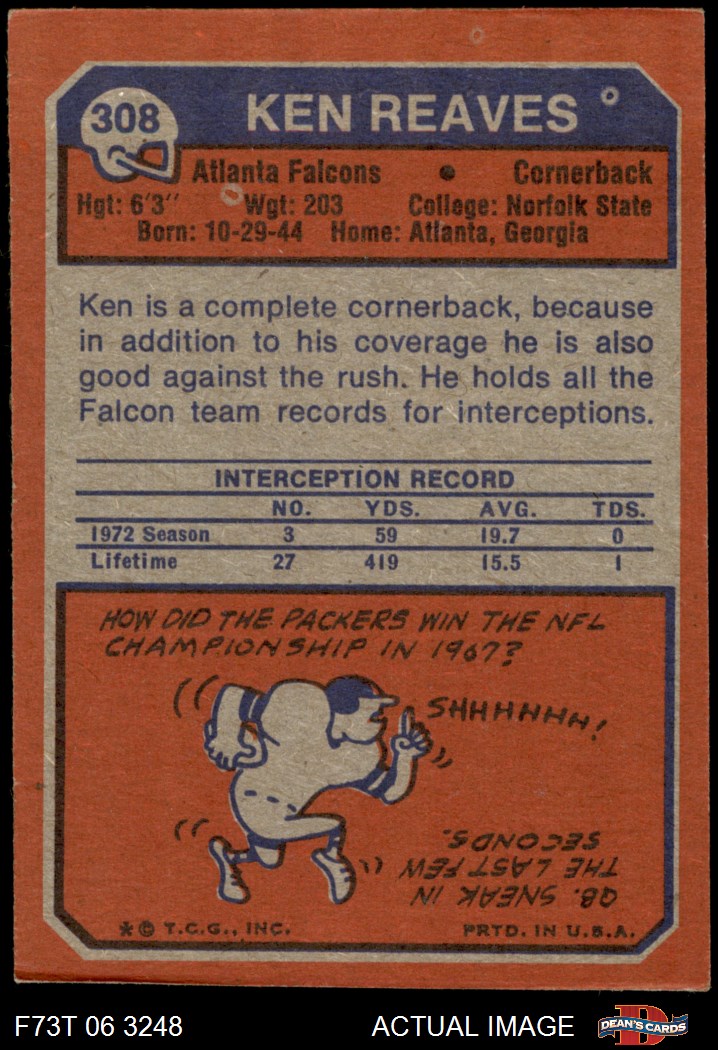 308
KEN REAVES
Atlanta Falcons • Cornerback
Hgt: 6'3" Wgt: 203 College: Norfolk State
Born: 10-29-44 Home: Atlanta, Georgia
Ken is a complete cornerback, because
in addition to his coverage he is also
good against the rush. He holds all the
Falcon team records for interceptions.
INTERCEPTION RECORD
NO. YDS. AVG. TDS.
1972 Season 3 59 19.7 0
Lifetime 27 419 15.5 1
HOW DID THE PACKERS WIN THE NFL
CHAMPIONSHIP IN 1967?
SHHHHHH!
QB. SNEAK IN
THE LAST FEW
SECONDS.
* © T.C.G., INC. PRTD. IN U.S.A.
F73T 06 3248 ACTUAL IMAGE
D
DEAN'S CARDS